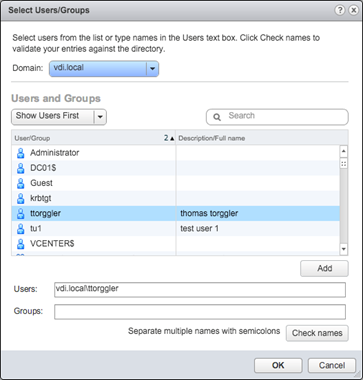 Select Users/Groups
Select users from the list or type names in the Users text box. Click Check names to
validate your entries against the directory.
Domain: vdi.local
Users and Groups
Show Users First Search
User/Group 2 Description/Full name
Administrator
DC01$
Guest
krbtgt
ttorggler thomas torggler
tu1 test user 1
VCENTER$
Add
Users: vdi.local\ttorggler
Groups:
Separate multiple names with semicolons Check names
OK Cancel